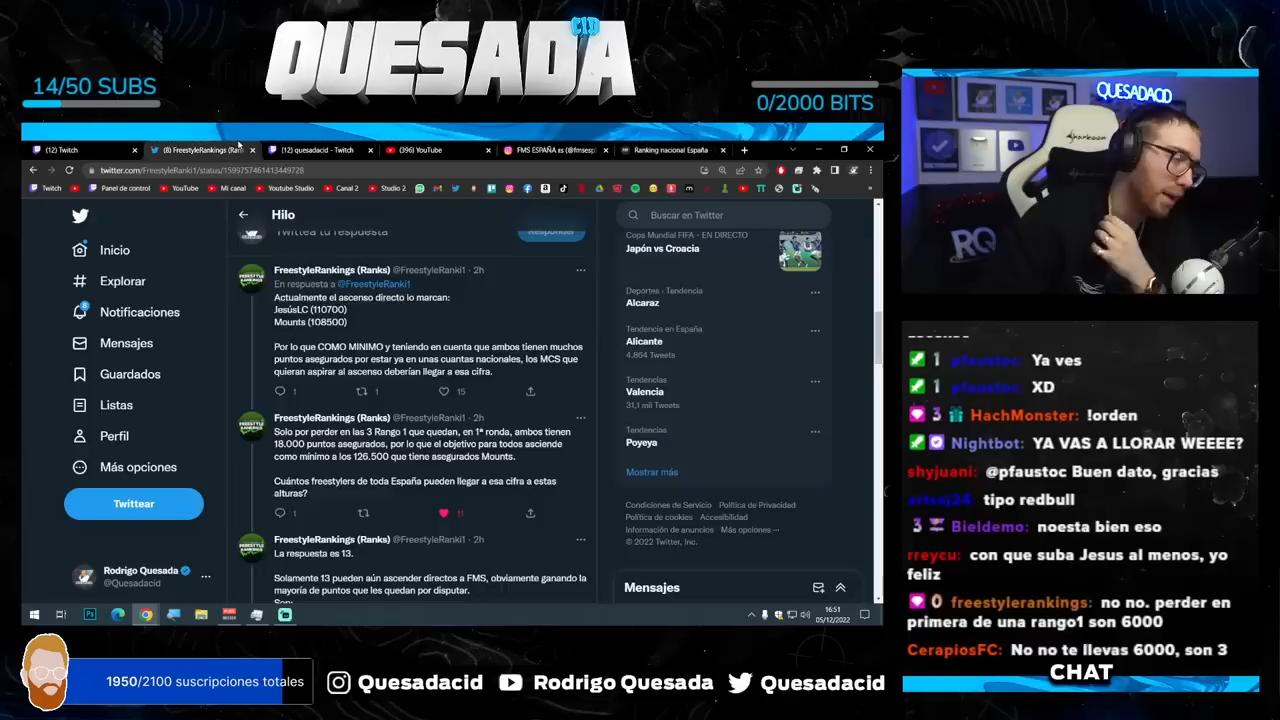 QUESADA
CID
14/50 SUBS
0/2000 BITS
(12) Twitch
(8) FreestyleRankings (Ran
(12) quesadacid - Twitch
(396) YouTube
FMS ESPAÑA ES (@fmsesp
Ranking nacional España
twitter.com/FreestyleRanki1/status/1599757461413449728
Twitch
Panel de control
YouTube
Mi canal
Youtube Studio
Canal 2
Studio 2
Inicio
Explorar
Notificaciones
Mensajes
Guardados
Listas
Perfil
Más opciones
Twittear
Rodrigo Quesada
@Quesadacid
Hilo
Twittea tu respuesta
Responder
FreestyleRankings (Ranks) @FreestyleRanki1 · 2h
En respuesta a @FreestyleRanki1
Actualmente el ascenso directo lo marcan:
JesúsLC (110700)
Mounts (108500)
Por lo que COMO MINIMO y teniendo en cuenta que ambos tienen muchos
puntos asegurados por estar ya en unas cuantas nacionales, los MCS que
quieran aspirar al ascenso deberían llegar a esa cifra.
1
1
15
FreestyleRankings (Ranks) @FreestyleRanki1 · 2h
Solo por perder en las 3 Rango 1 que quedan, en 1ª ronda, ambos tienen
18.000 puntos asegurados, por lo que el objetivo para todos asciende
como mínimo a los 126.500 que tiene asegurados Mounts.
Cuántos freestylers de toda España pueden llegar a esa cifra a estas
alturas?
1
11
FreestyleRankings (Ranks) @FreestyleRanki1 · 2h
La respuesta es 13.
Solamente 13 pueden aún ascender directos a FMS, obviamente ganando la
mayoría de puntos que les quedan por disputar.
Buscar en Twitter
Copa Mundial FIFA · EN DIRECTO
Japón vs Croacia
Deportes · Tendencia
Alcaraz
Tendencia en España
Alicante
4.864 Tweets
Tendencias
Valencia
31,1 mil Tweets
Tendencias
Poyeya
Mostrar más
Condiciones de Servicio Política de Privacidad
Política de cookies Accesibilidad
Información de anuncios Más opciones ···
© 2022 Twitter, Inc.
Mensajes
16:51
05/12/2022
QUESADACID
RQ
1 pfaustoc: Ya ves
1 pfaustoc: XD
3 HachMonster: !orden
Nightbot: YA VAS A LLORAR WEEEE?
shyjuani: @pfaustoc Buen dato, gracias
tipo redbull
3 Bieldemo: noesta bien eso
rreycu: con que suba Jesus al menos, yo
feliz
0 freestylerankings: no no. perder en
primera de una rango1 son 6000
CerapiosFC: No no te llevas 6000, son 3
CHAT
1950/2100 suscripciones totales
Quesadacid
Rodrigo Quesada
Quesadacid